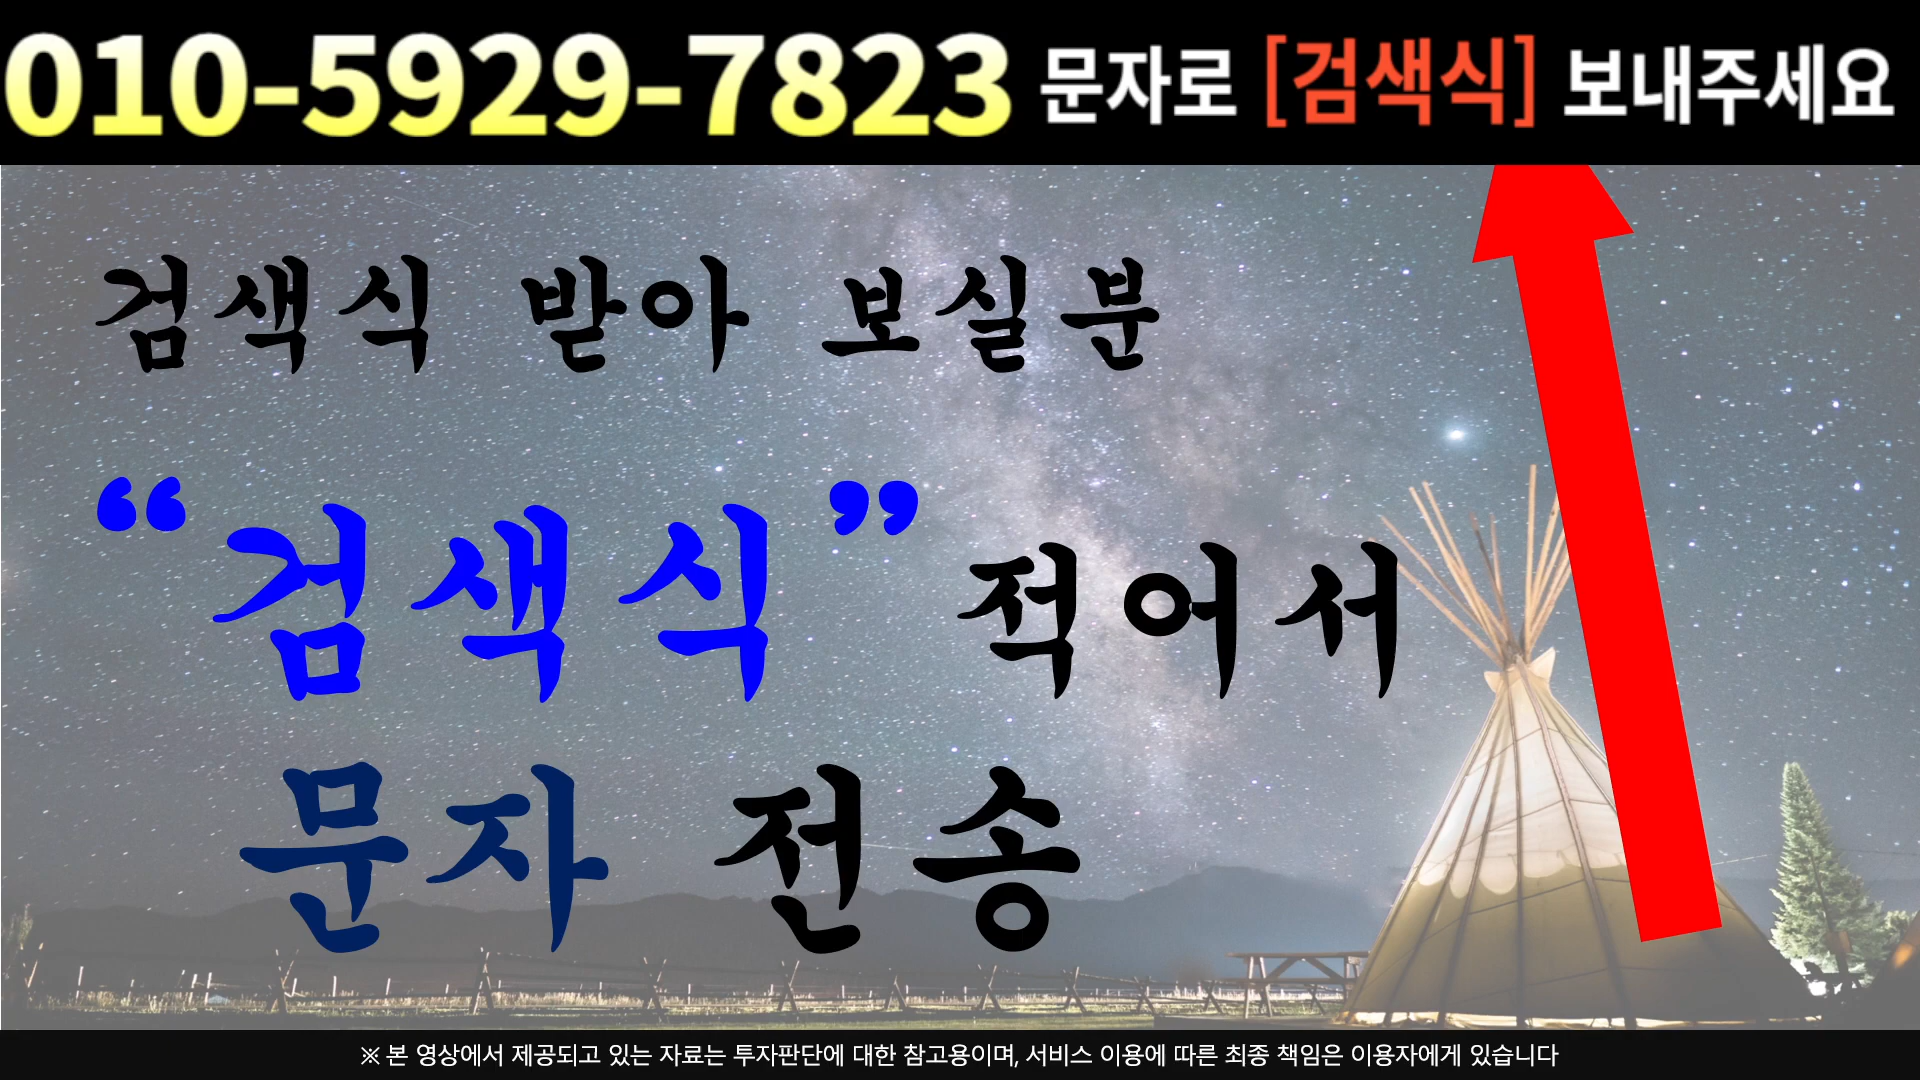 010-5929-7823 문자로 [검색식] 보내주세요
검색식 받아 보실분
“검색식” 적어서
문자 전송
※ 본 영상에서 제공되고 있는 자료는 투자판단에 대한 참고용이며, 서비스 이용에 따른 최종 책임은 이용자에게 있습니다